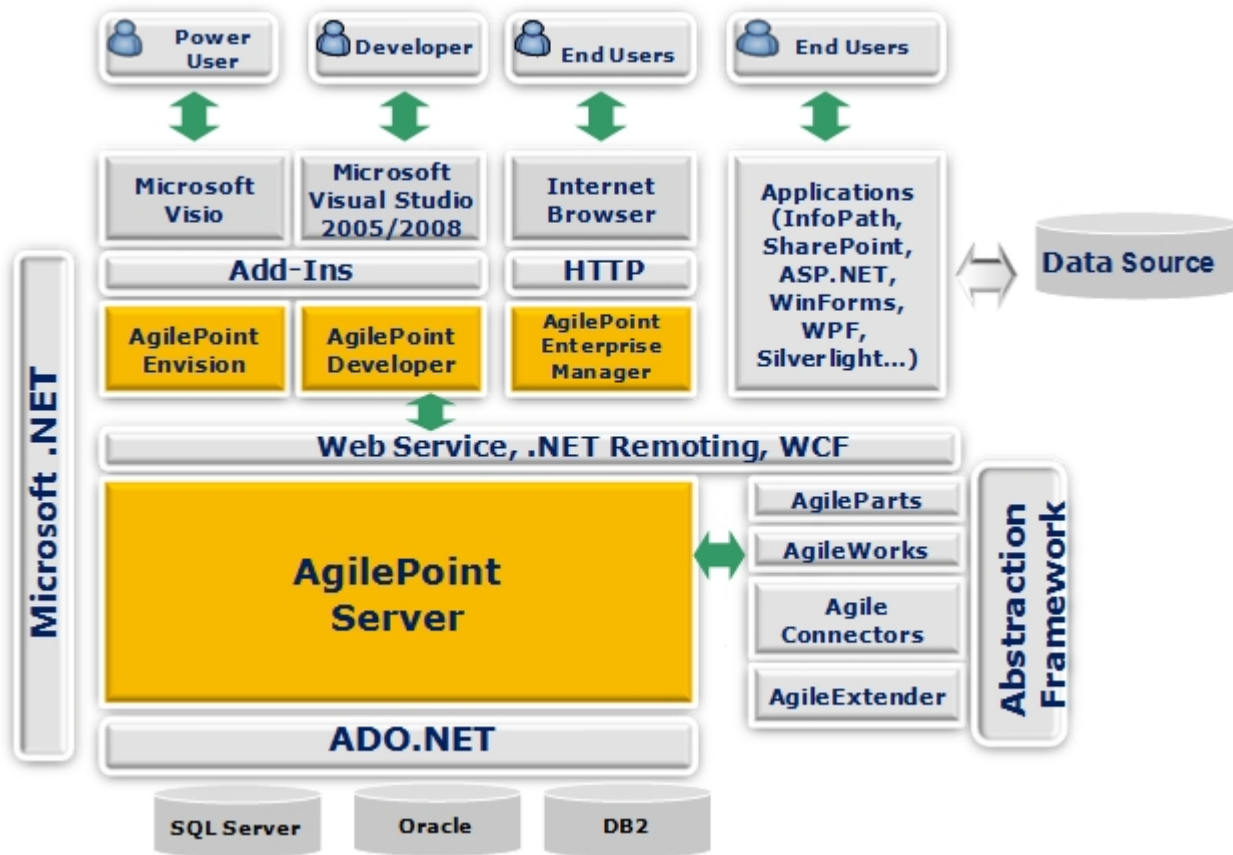 Power
User
Developer
End Users
End Users
Microsoft
Visio
Microsoft
Visual Studio
2005/2008
Internet
Browser
Applications
(InfoPath,
SharePoint,
ASP.NET,
WinForms,
WPF,
Silverlight...)
Data Source
Add-Ins
HTTP
AgilePoint
Envision
AgilePoint
Developer
AgilePoint
Enterprise
Manager
Microsoft .NET
Web Service, .NET Remoting, WCF
AgilePoint
Server
AgileParts
AgileWorks
Agile
Connectors
AgileExtender
Abstraction
Framework
ADO.NET
SQL Server
Oracle
DB2